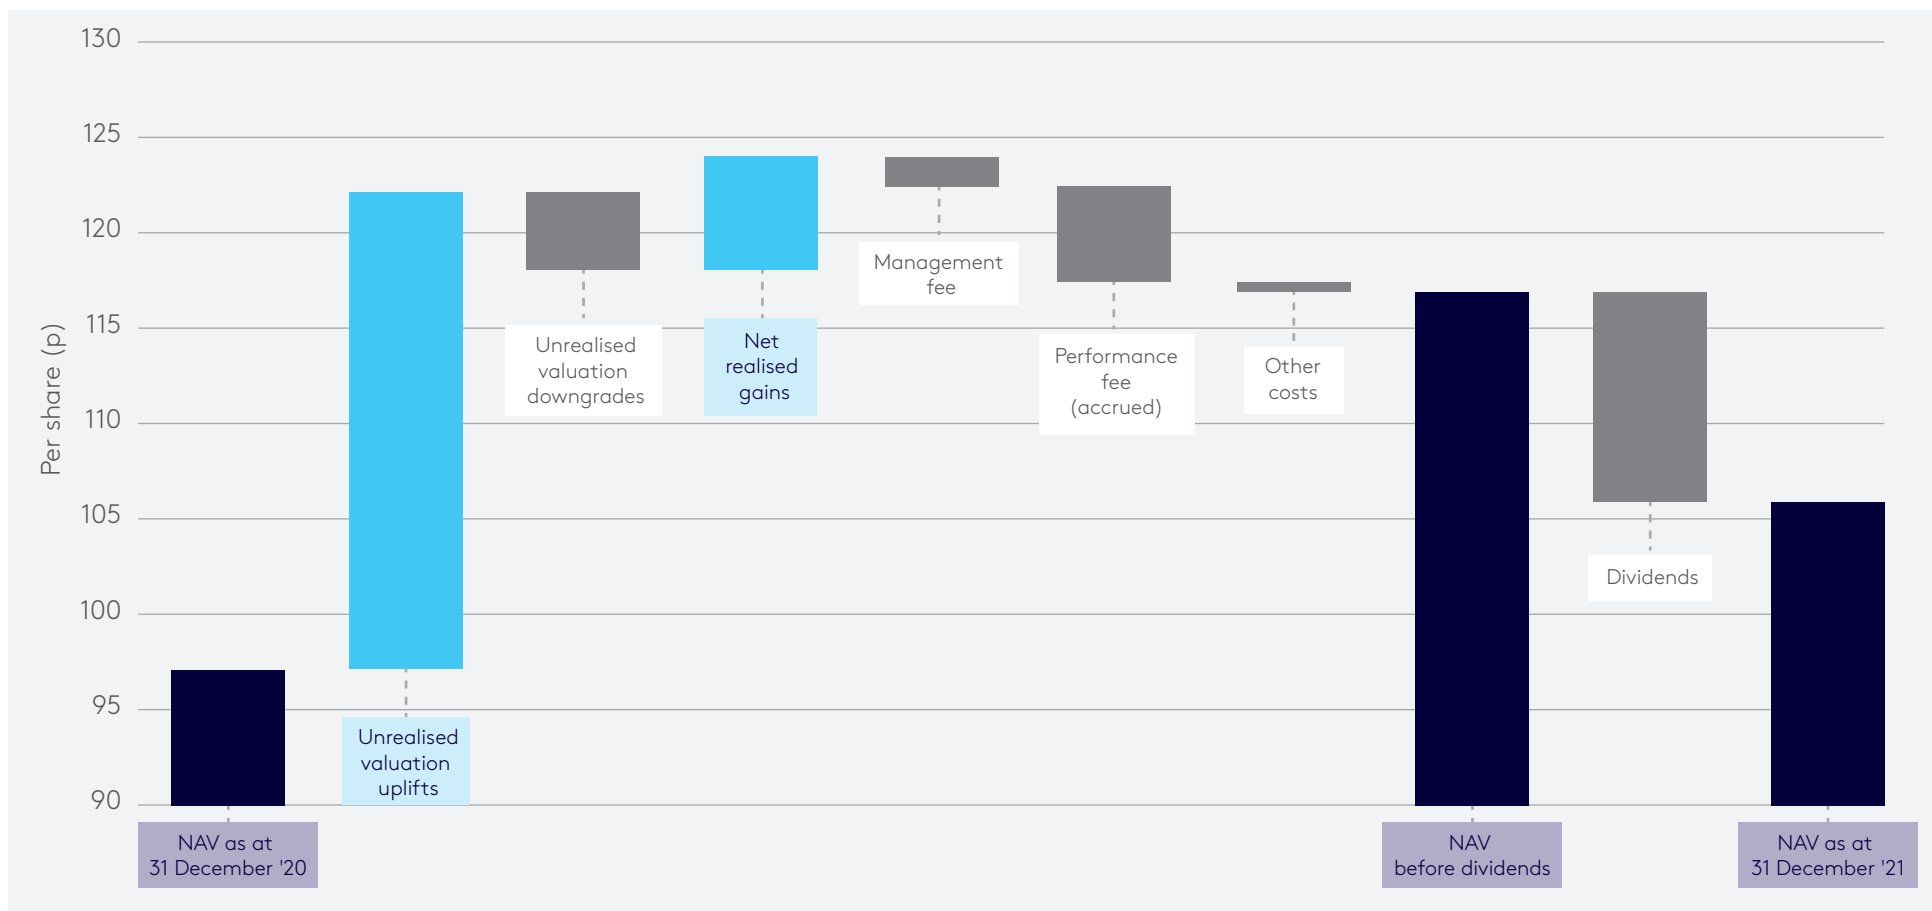 130
125
120
115
110
105
100
95
90
Per share (p)
NAV as at
31 December '20
Unrealised
valuation
uplifts
Unrealised
valuation
downgrades
Net
realised
gains
Management
fee
Performance
fee
(accrued)
Other
costs
NAV
before dividends
Dividends
NAV as at
31 December '21